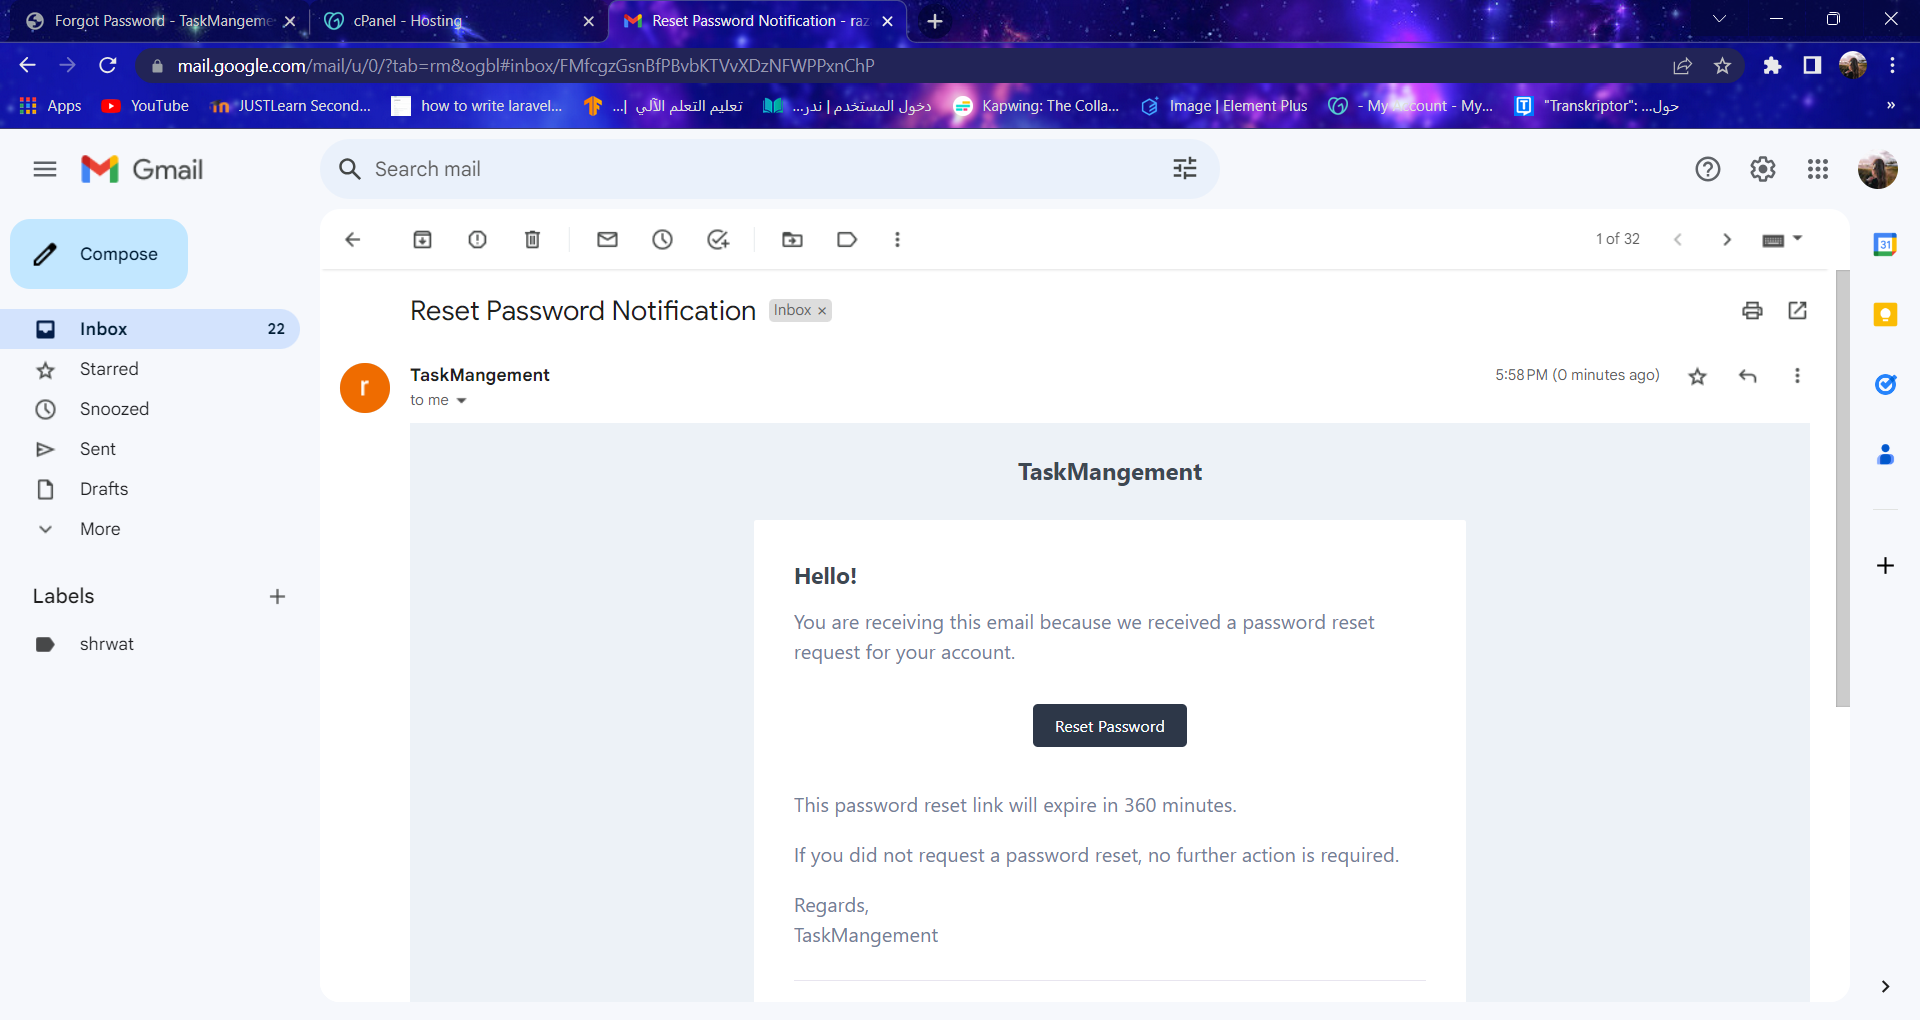 Forgot Password - TaskMangeme
cPanel - Hosting
Reset Password Notification - raz
mail.google.com/mail/u/0/?tab=rm&ogbl#inbox/FMfcgzGsnBfPBvbKTVvXDzNFWPPxnChP
Apps
YouTube
JUSTLearn Second...
how to write laravel...
تعليم التعلم الآلي |...
دخول المستخدم | ندر...
Kapwing: The Colla...
Image | Element Plus
- My Account - My...
"Transkriptor": حول...
»
Gmail
Search mail
Compose
1 of 32
Inbox 22
Starred
Snoozed
Sent
Drafts
More
Labels
shrwat
Reset Password Notification Inbox ×
r
TaskMangement
5:58 PM (0 minutes ago)
to me
TaskMangement
Hello!
You are receiving this email because we received a password reset
request for your account.
Reset Password
This password reset link will expire in 360 minutes.
If you did not request a password reset, no further action is required.
Regards,
TaskMangement
31